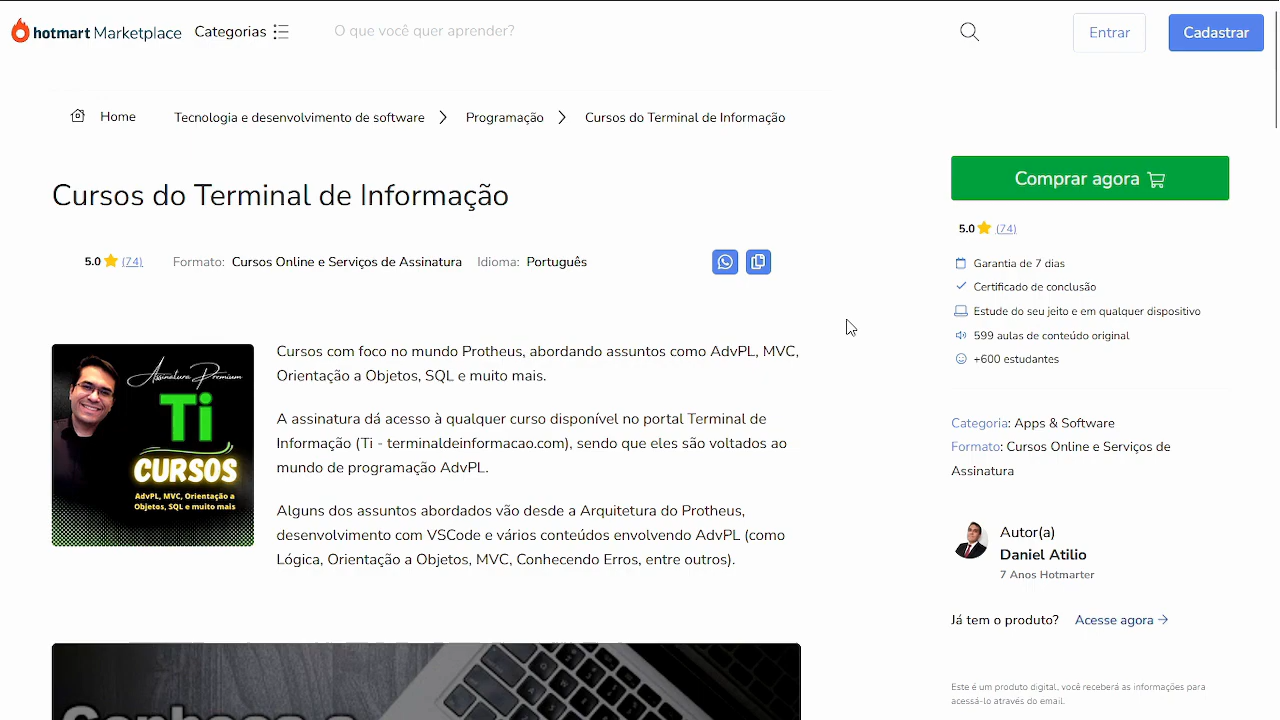 hotmart Marketplace
Categorias
O que você quer aprender?
Entrar
Cadastrar
Home
Tecnologia e desenvolvimento de software
Programação
Cursos do Terminal de Informação
Cursos do Terminal de Informação
5.0 (74)
Formato: Cursos Online e Serviços de Assinatura
Idioma: Português
Assinatura Premium
Ti
CURSOS
AdvPL, MVC, Orientação a
Objetos, SQL e muito mais
Cursos com foco no mundo Protheus, abordando assuntos como AdvPL, MVC,
Orientação a Objetos, SQL e muito mais.
A assinatura dá acesso à qualquer curso disponível no portal Terminal de
Informação (Ti - terminaldeinformacao.com), sendo que eles são voltados ao
mundo de programação AdvPL.
Alguns dos assuntos abordados vão desde a Arquitetura do Protheus,
desenvolvimento com VSCode e vários conteúdos envolvendo AdvPL (como
Lógica, Orientação a Objetos, MVC, Conhecendo Erros, entre outros).
Conheça a
Comprar agora
5.0 (74)
Garantia de 7 dias
Certificado de conclusão
Estude do seu jeito e em qualquer dispositivo
599 aulas de conteúdo original
+600 estudantes
Categoria: Apps & Software
Formato: Cursos Online e Serviços de
Assinatura
Autor(a)
Daniel Atilio
7 Anos Hotmarter
Já tem o produto? Acesse agora
Este é um produto digital, você receberá as informações para
acessá-lo através do email.